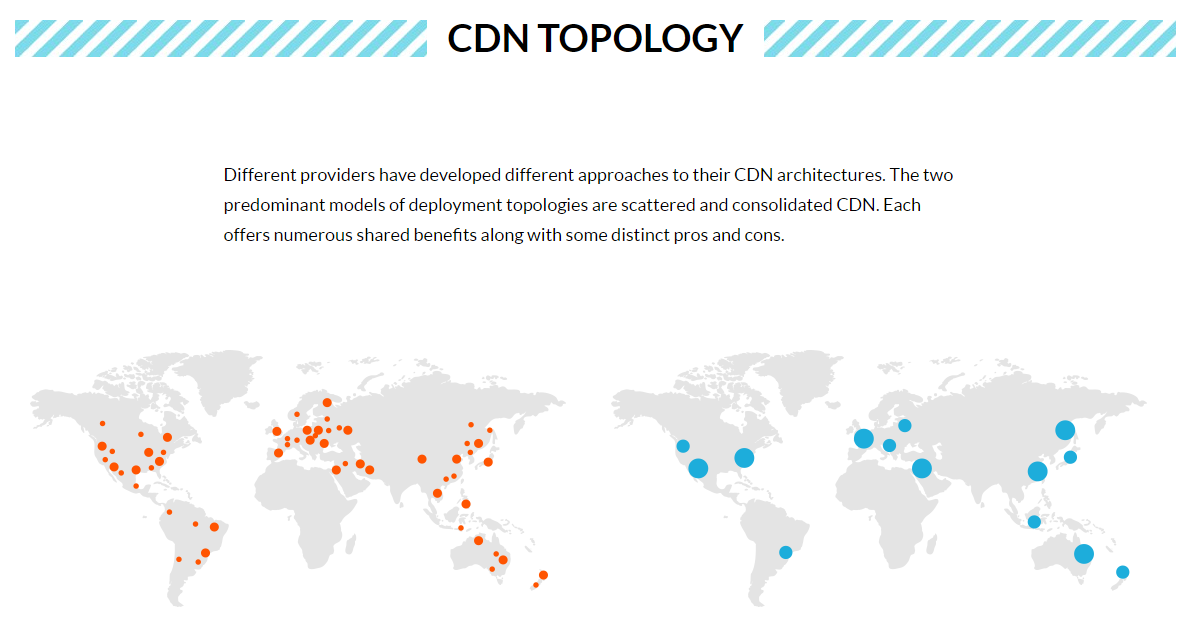 CDN TOPOLOGY
Different providers have developed different approaches to their CDN architectures. The two
predominant models of deployment topologies are scattered and consolidated CDN. Each
offers numerous shared benefits along with some distinct pros and cons.